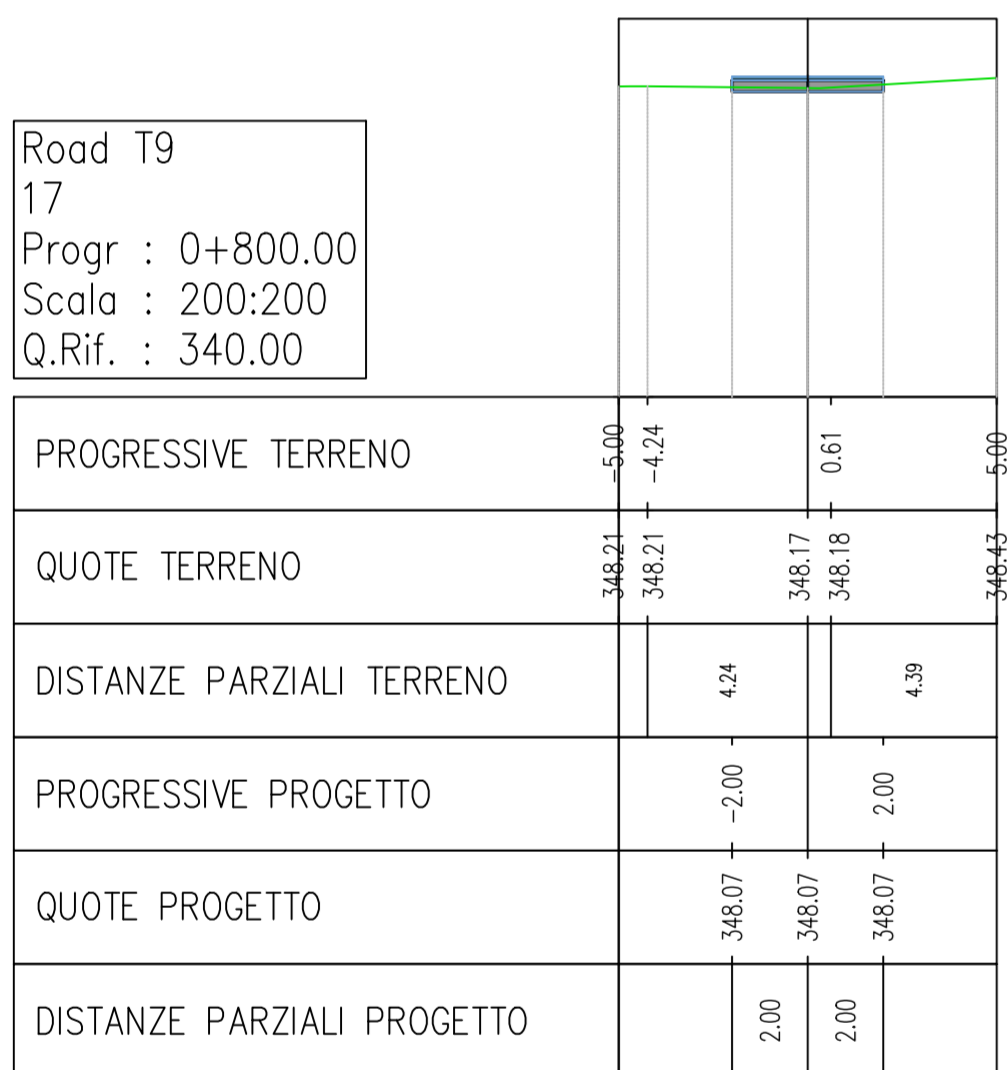 Road T9
17
Progr : 0+800.00
Scala : 200:200
Q.Rif. : 340.00
PROGRESSIVE TERRENO -5.00 -4.24 0.61 5.00
QUOTE TERRENO 348.21 348.21 348.17 348.18 348.43
DISTANZE PARZIALI TERRENO 4.24 4.39
PROGRESSIVE PROGETTO -2.00 2.00
QUOTE PROGETTO 348.07 348.07 348.07
DISTANZE PARZIALI PROGETTO 2.00 2.00